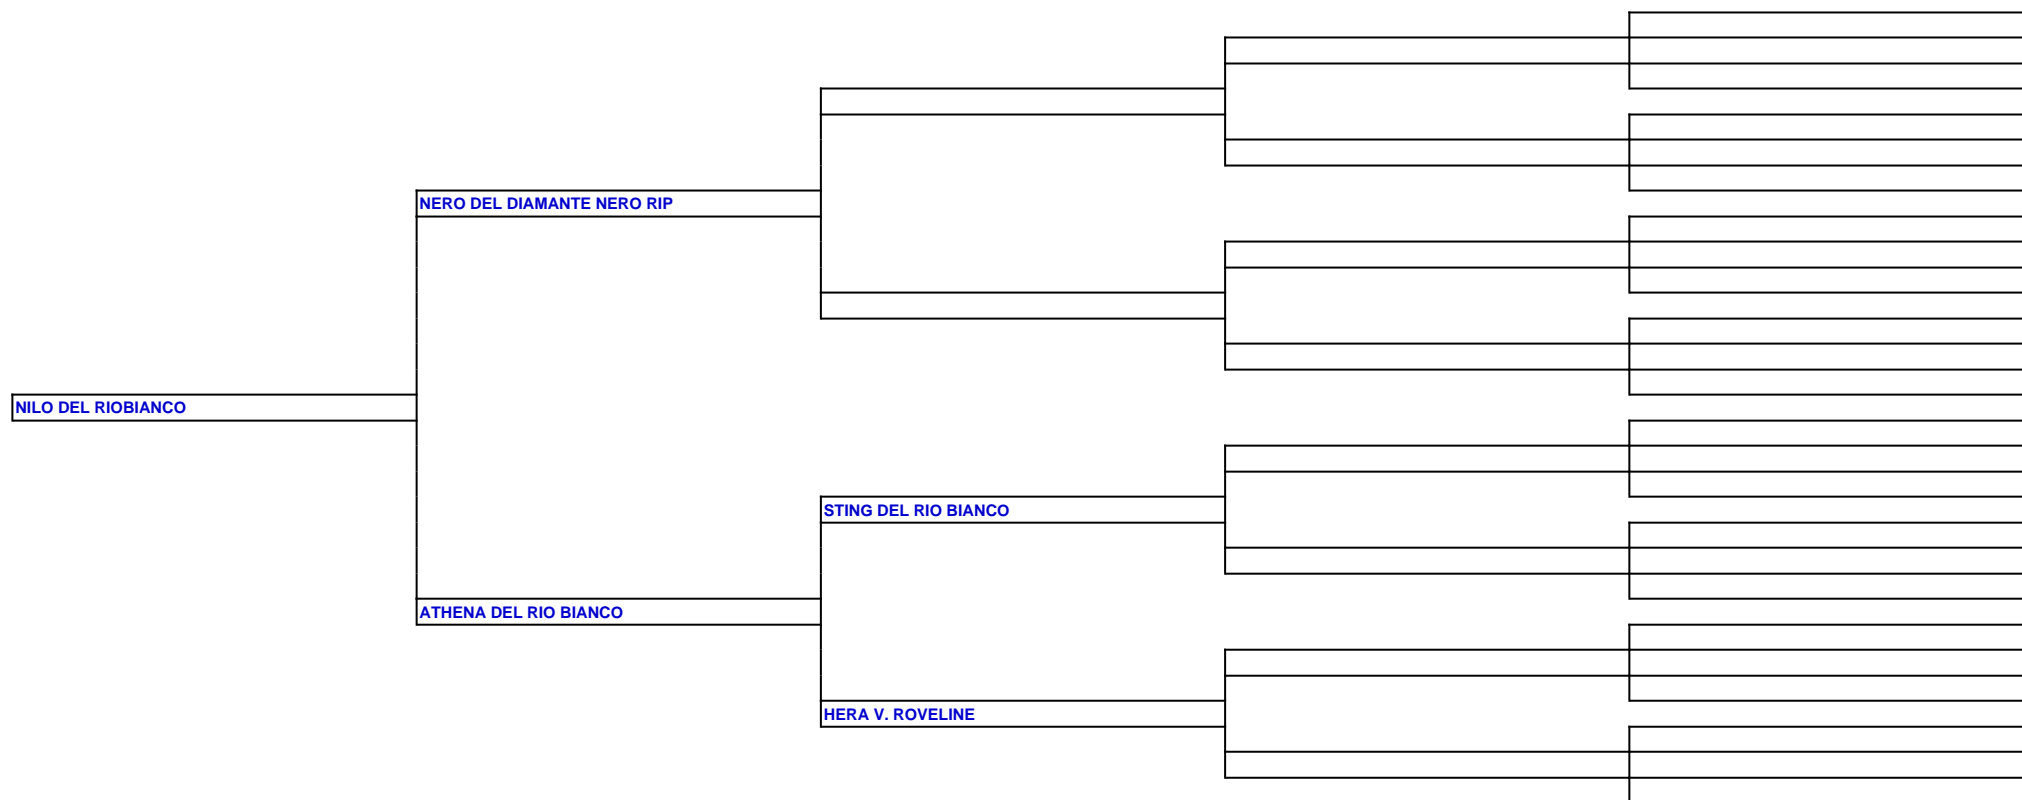 NERO DEL DIAMANTE NERO RIP
NILO DEL RIOBIANCO
STING DEL RIO BIANCO
ATHENA DEL RIO BIANCO
HERA V. ROVELINE